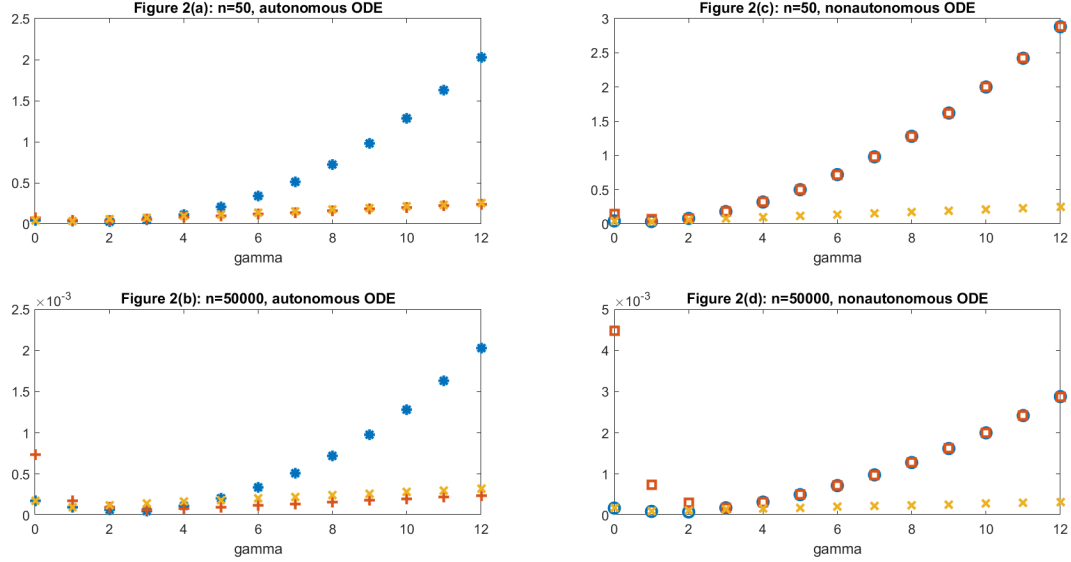 Figure 2(a): n=50, autonomous ODE
2.5
2
1.5
1
0.5
0
0 2 4 6 8 10 12
gamma
Figure 2(c): n=50, nonautonomous ODE
3
2.5
2
1.5
1
0.5
0
0 2 4 6 8 10 12
gamma
×10⁻³
Figure 2(b): n=50000, autonomous ODE
2.5
2
1.5
1
0.5
0
0 2 4 6 8 10 12
gamma
×10⁻³
Figure 2(d): n=50000, nonautonomous ODE
5
4
3
2
1
0
0 2 4 6 8 10 12
gamma